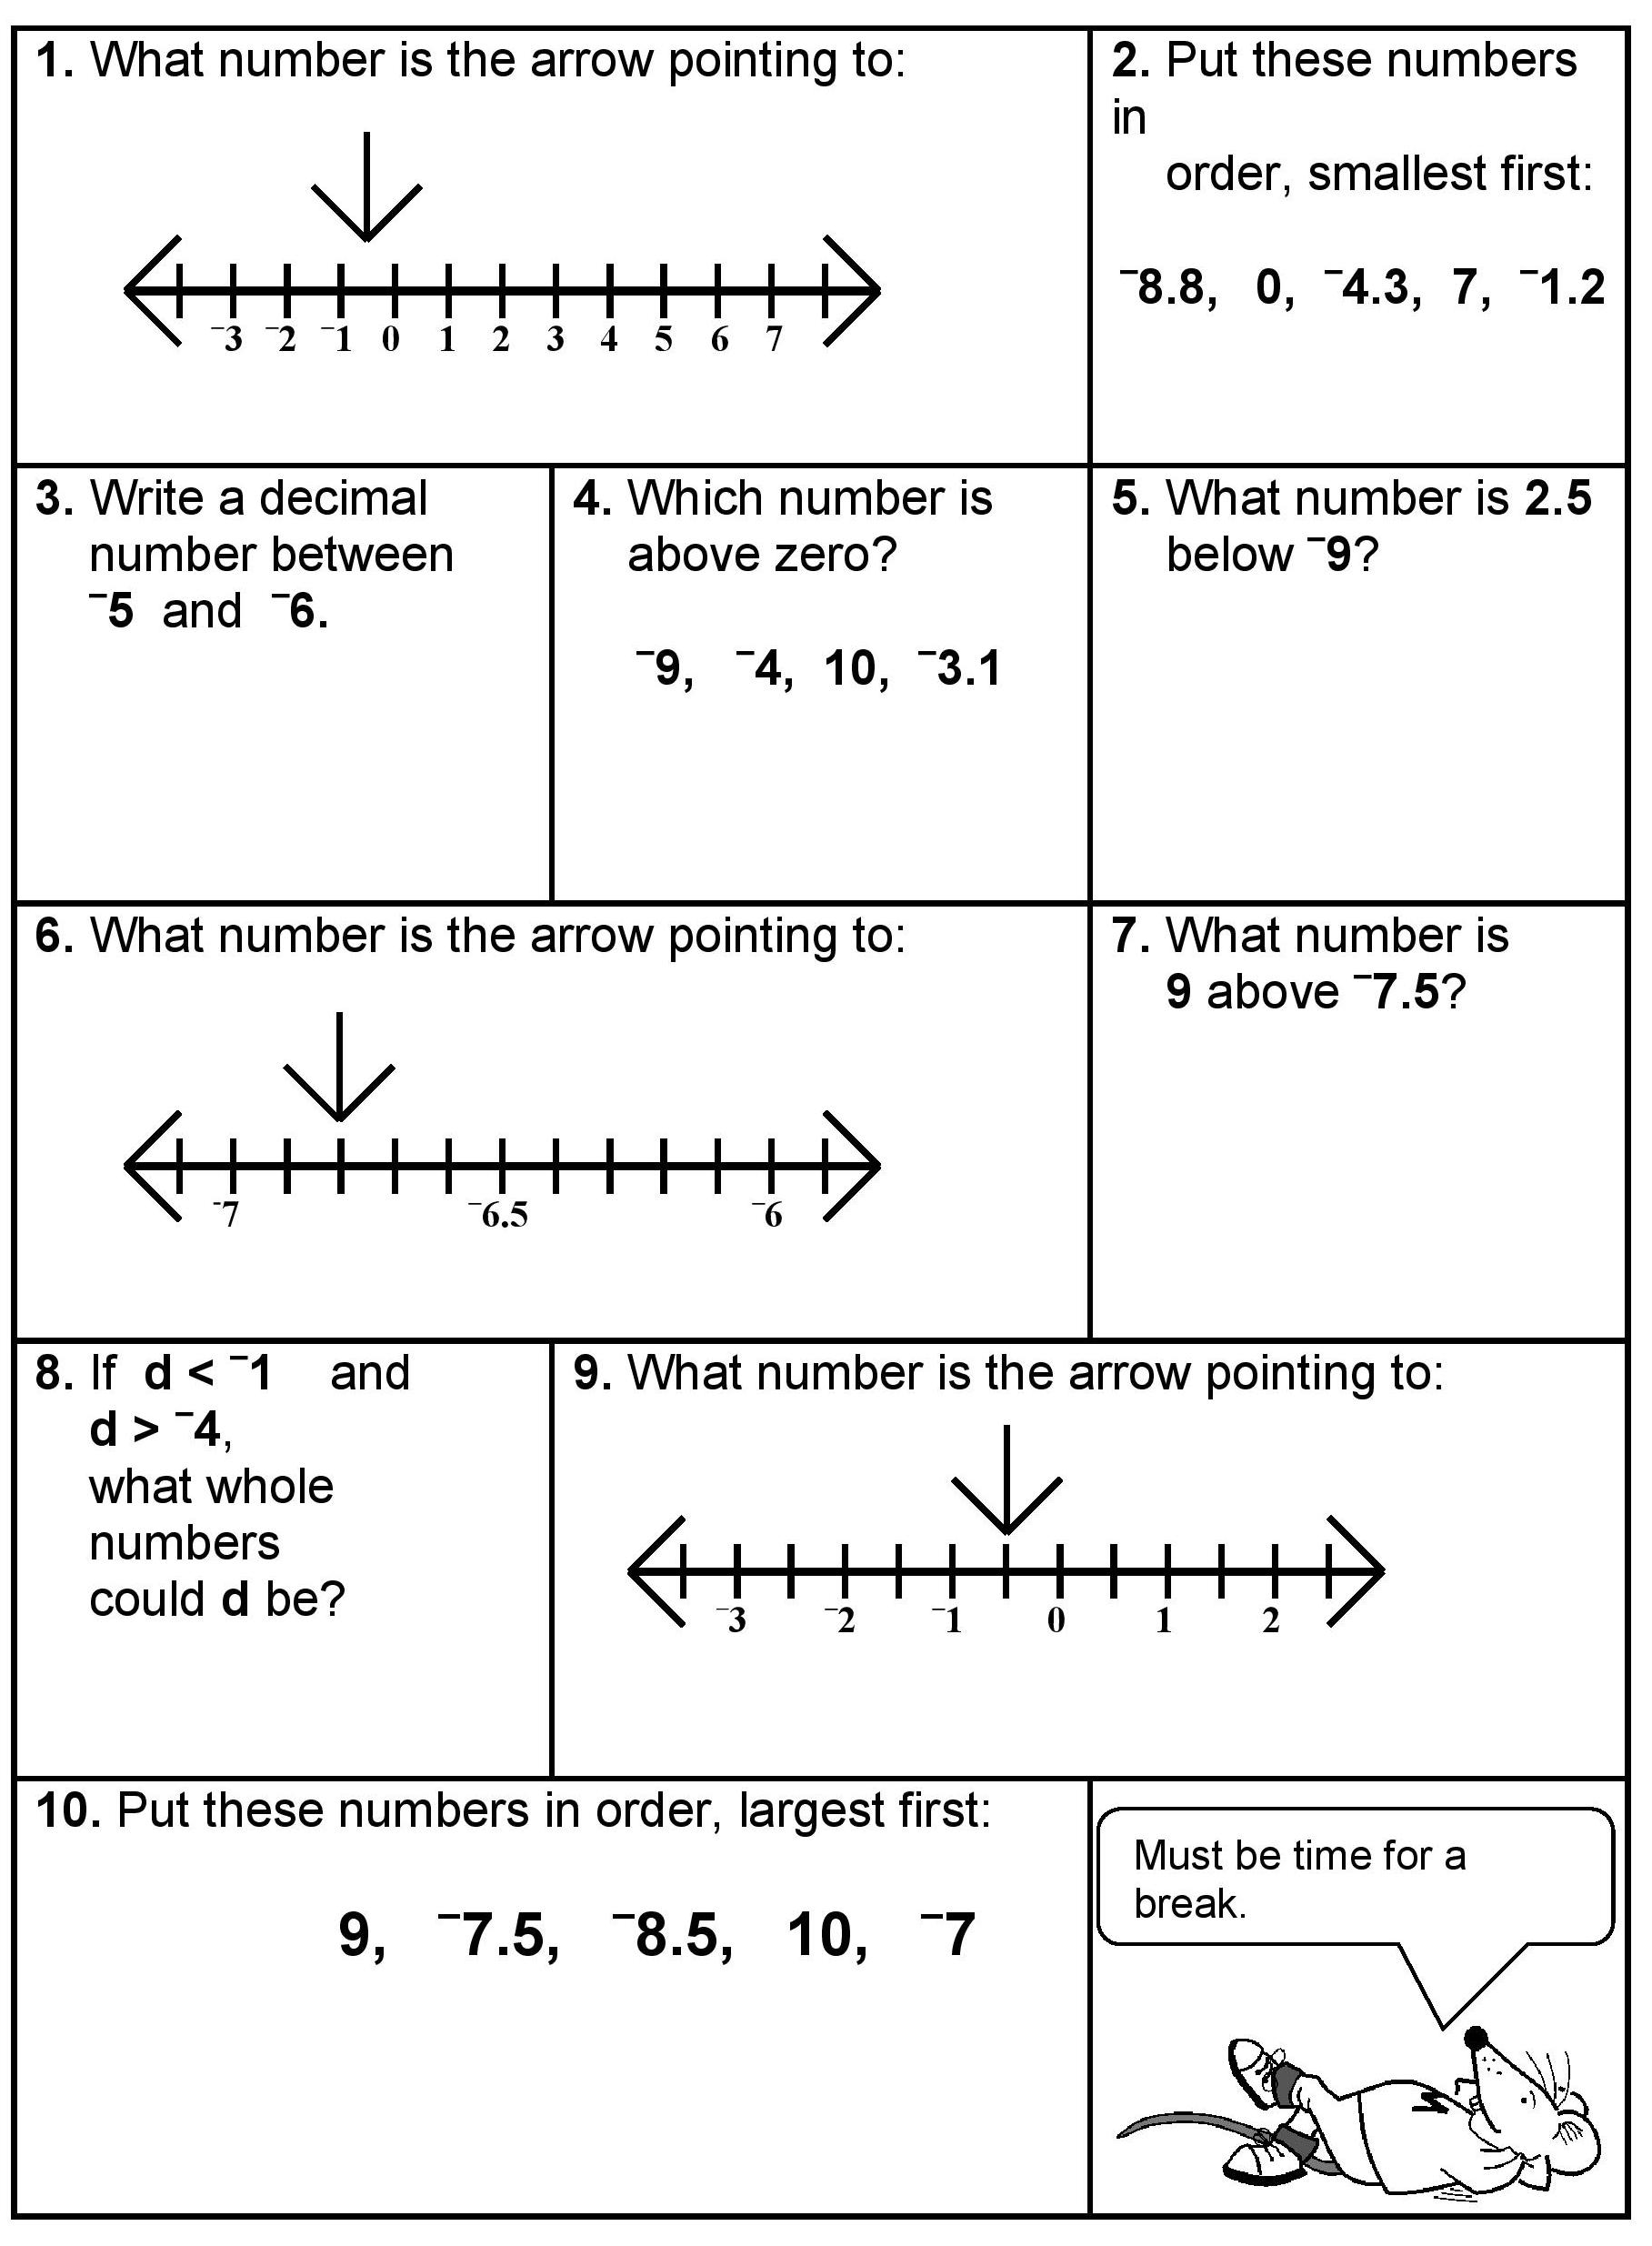 1. What number is the arrow pointing to:
⁻3 ⁻2 ⁻1 0 1 2 3 4 5 6 7
2. Put these numbers
in
order, smallest first:
⁻8.8, 0, ⁻4.3, 7, ⁻1.2
3. Write a decimal
number between
⁻5 and ⁻6.
4. Which number is
above zero?
⁻9, ⁻4, 10, ⁻3.1
5. What number is 2.5
below ⁻9?
6. What number is the arrow pointing to:
⁻7 ⁻6.5 ⁻6
7. What number is
9 above ⁻7.5?
8. If d < ⁻1 and
d > ⁻4,
what whole
numbers
could d be?
9. What number is the arrow pointing to:
⁻3 ⁻2 ⁻1 0 1 2
10. Put these numbers in order, largest first:
9, ⁻7.5, ⁻8.5, 10, ⁻7
Must be time for a
break.